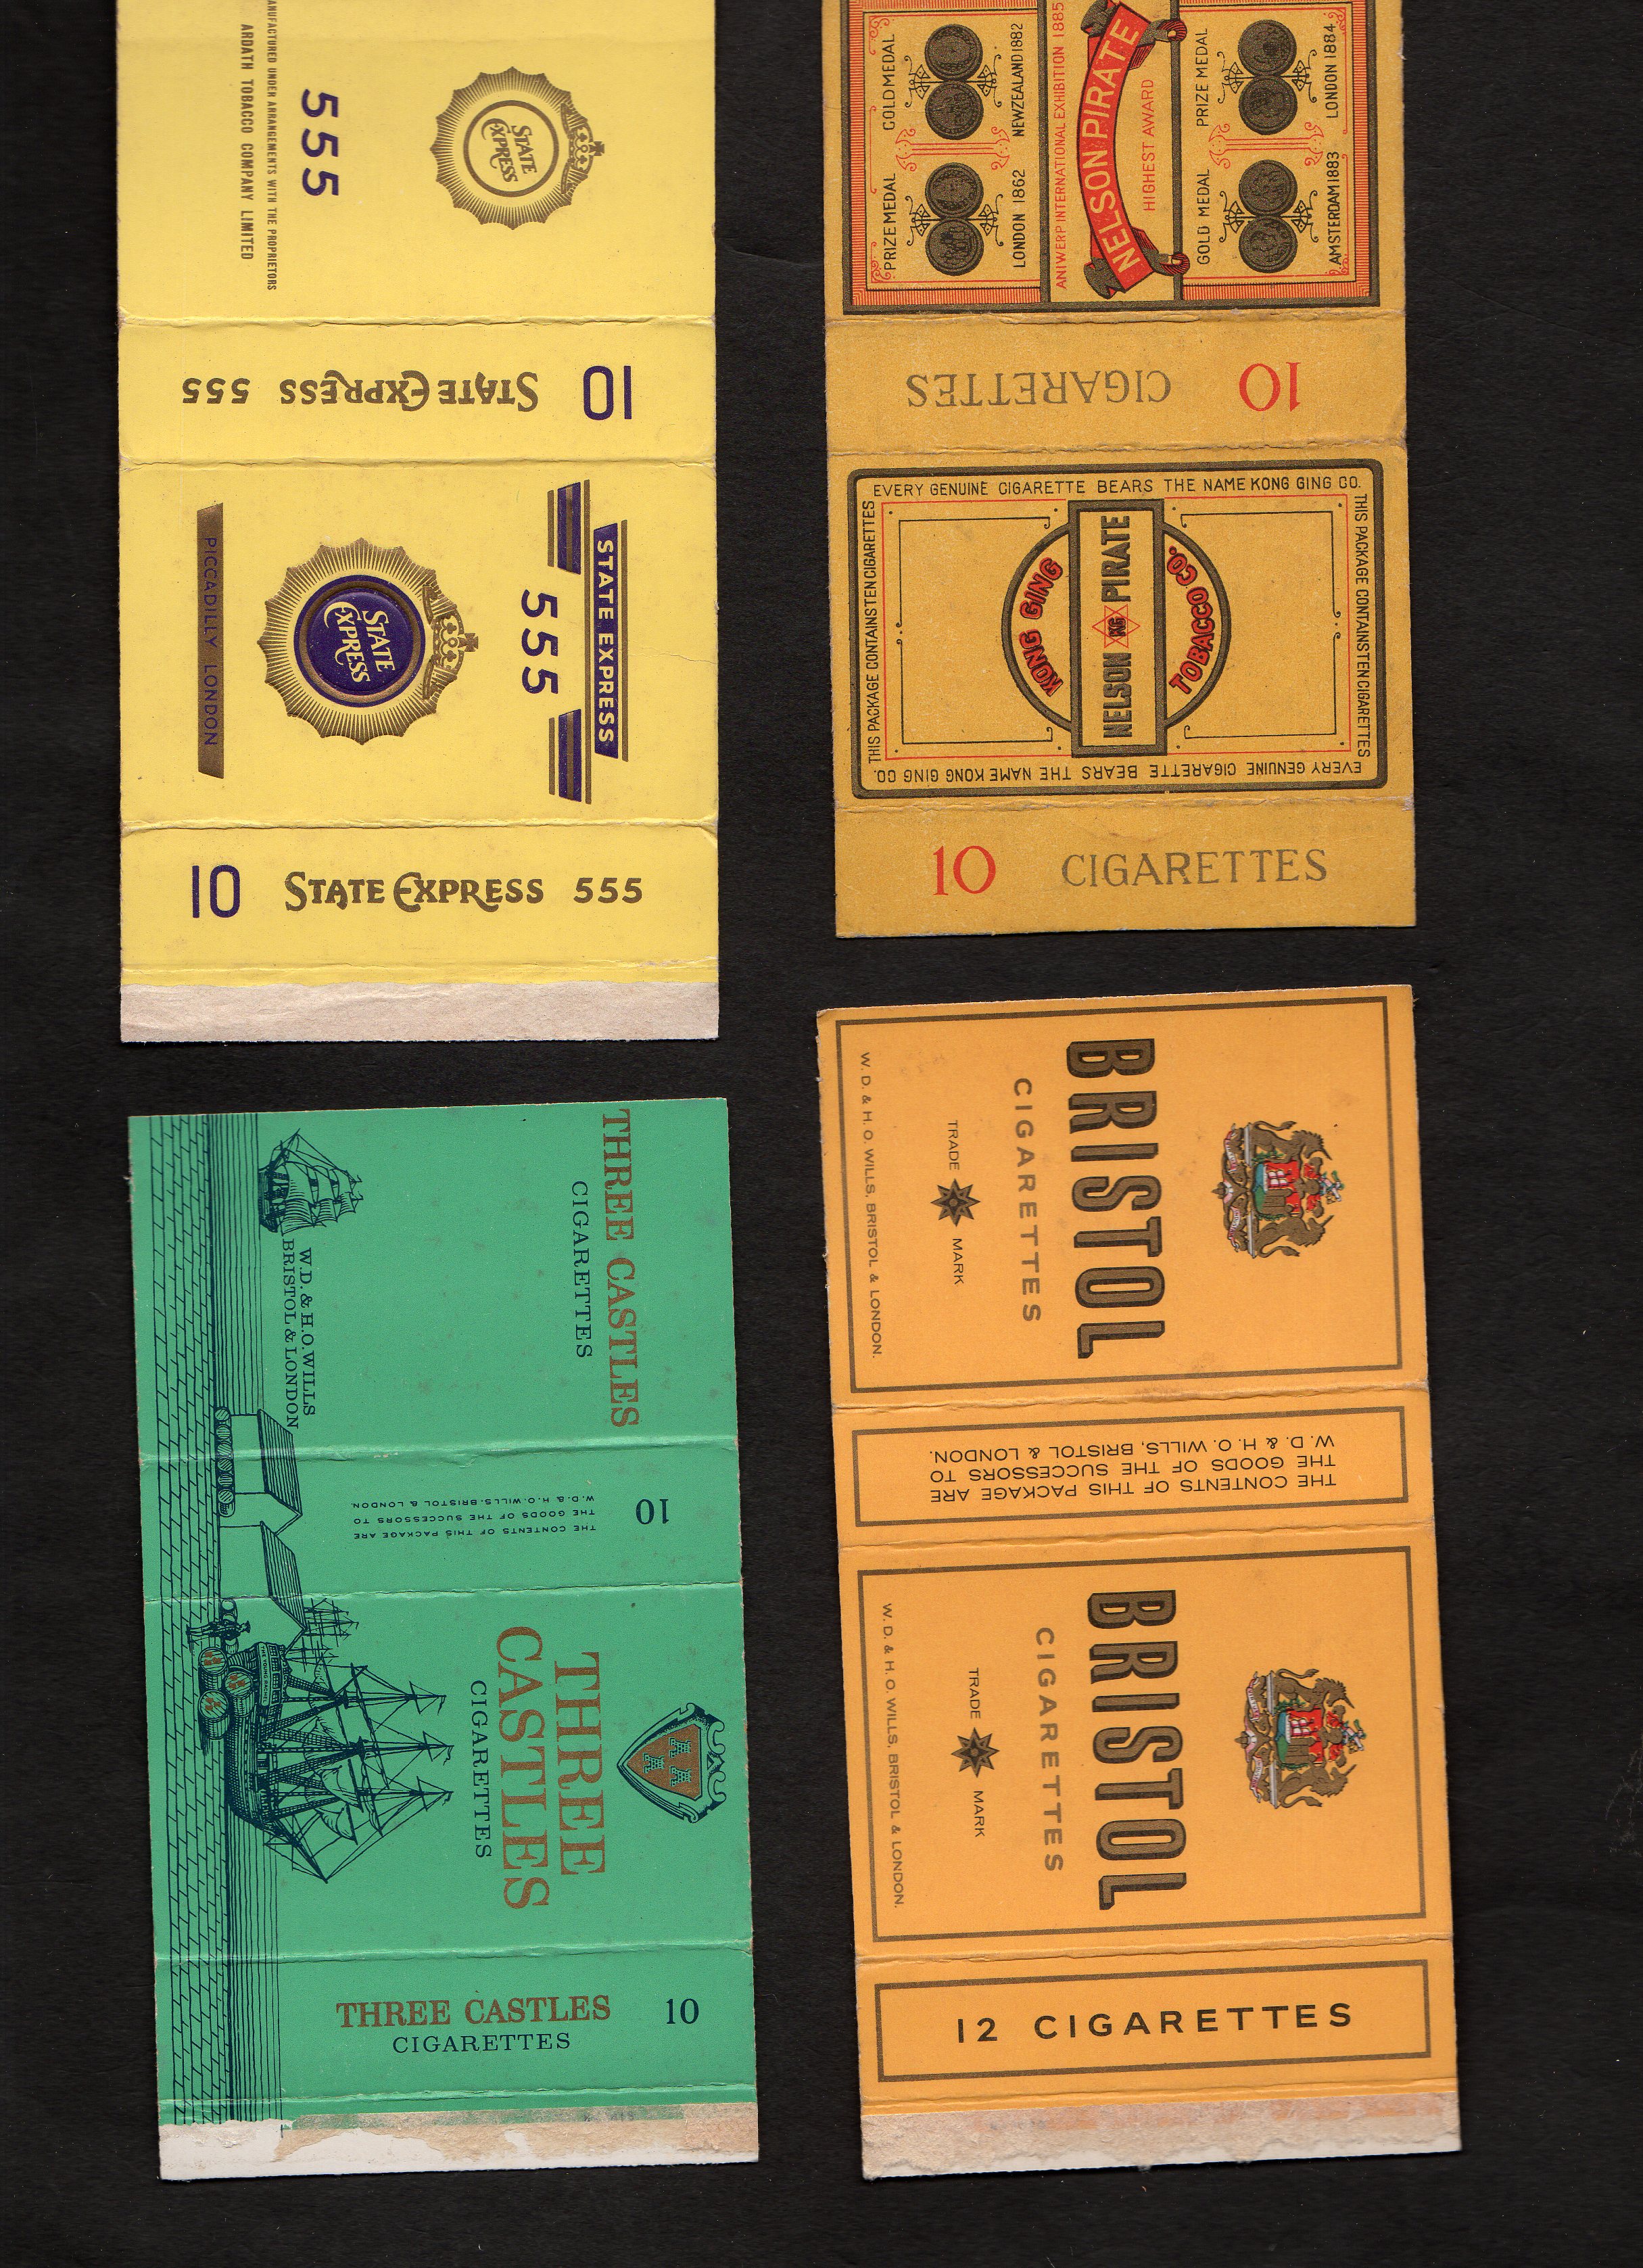 MANUFACTURED UNDER ARRANGEMENTS WITH THE PROPRIETORS
ARDATH TOBACCO COMPANY LIMITED
555
STATE
EXPRESS
10 STATE EXPRESS 555
STATE EXPRESS
555
STATE
EXPRESS
PICCADILLY LONDON
10 STATE EXPRESS 555
PRIZE MEDAL GOLD MEDAL
LONDON 1862 NEWZEALAND 1882
ANIWERP INTERNATIONAL EXHIBITION 1885
NELSON PIRATE
HIGHEST AWARD
GOLD MEDAL PRIZE MEDAL
AMSTERDAM 1883 LONDON 1884
10 CIGARETTES
EVERY GENUINE CIGARETTE BEARS THE NAME KONG GING CO.
THIS PACKAGE CONTAINS TEN CIGARETTES
KONG GING
NELSON KG PIRATE
TOBACCO CO.
THIS PACKAGE CONTAINS TEN CIGARETTES
EVERY GENUINE CIGARETTE BEARS THE NAME KONG GING CO.
10 CIGARETTES
THREE CASTLES
CIGARETTES
W.D. & H.O. WILLS
BRISTOL & LONDON
10
THE CONTENTS OF THIS PACKAGE ARE
THE GOODS OF THE SUCCESSORS TO
W.D. & H.O. WILLS. BRISTOL & LONDON.
THREE
CASTLES
CIGARETTES
THREE CASTLES 10
CIGARETTES
BRISTOL
CIGARETTES
TRADE MARK
W. D. & H. O. WILLS, BRISTOL & LONDON.
THE CONTENTS OF THIS PACKAGE ARE
THE GOODS OF THE SUCCESSORS TO
W. D. & H. O. WILLS, BRISTOL & LONDON.
BRISTOL
CIGARETTES
TRADE MARK
W. D. & H. O. WILLS, BRISTOL & LONDON.
12 CIGARETTES